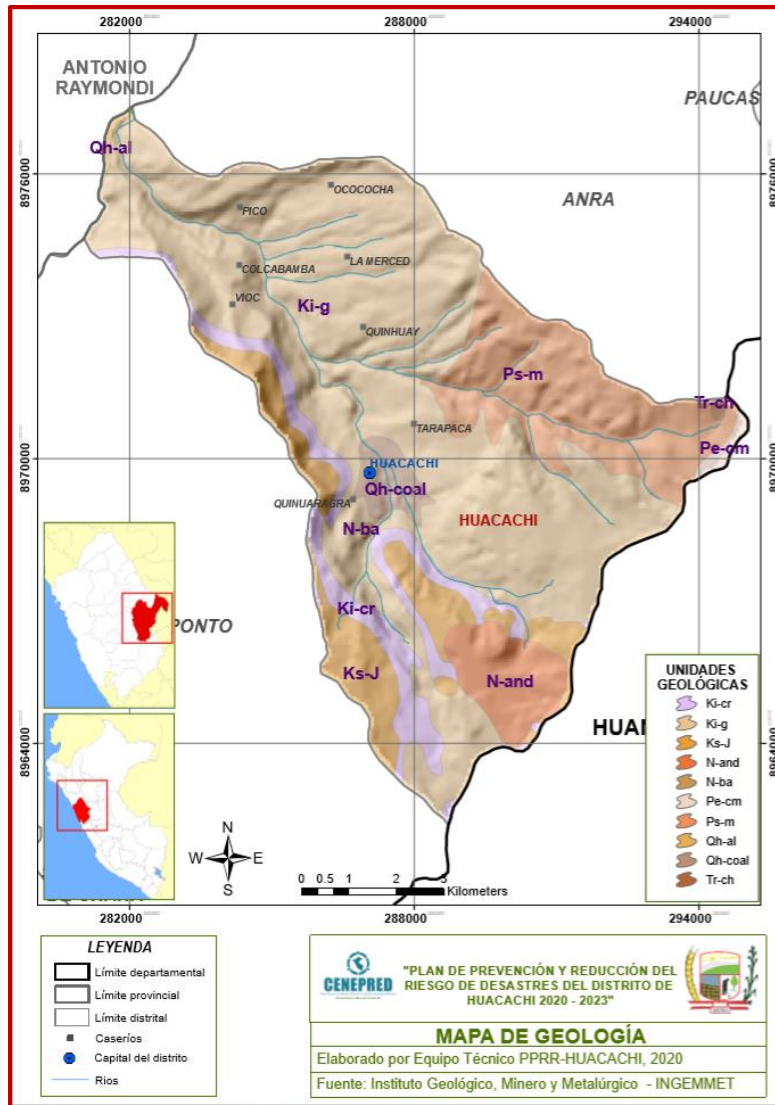 282000 288000 294000
ANTONIO
RAYMONDI
PAUCAS
Qh-al
8976000
8976000
OCOCOCHA
PICO
ANRA
LA MERCED
COLCABAMBA
VIOC
Ki-g
QUINHUAY
Ps-m
Tr-ch
TARAPACA
Pe-cm
8970000
HUACACHI
Qh-coal
QUINUARAGRA
HUACACHI
N-ba
Ki-cr
PONTO
Ks-J
N-and
UNIDADES
GEOLÓGICAS
Ki-cr
Ki-g
Ks-J
N-and
N-ba
Pe-cm
Ps-m
Qh-al
Qh-coal
Tr-ch
8964000
N
W E
S
0 0.5 1 2 3
Kilometers
282000 288000 294000
LEYENDA
Límite departamental
Límite provincial
Límite distrital
Caseríos
Capital del distrito
Rios
CENEPRED
"PLAN DE PREVENCIÓN Y REDUCCIÓN DEL
RIESGO DE DESASTRES DEL DISTRITO DE
HUACACHI 2020 - 2023"
MAPA DE GEOLOGÍA
Elaborado por Equipo Técnico PPRR-HUACACHI, 2020
Fuente: Instituto Geológico, Minero y Metalúrgico - INGEMMET